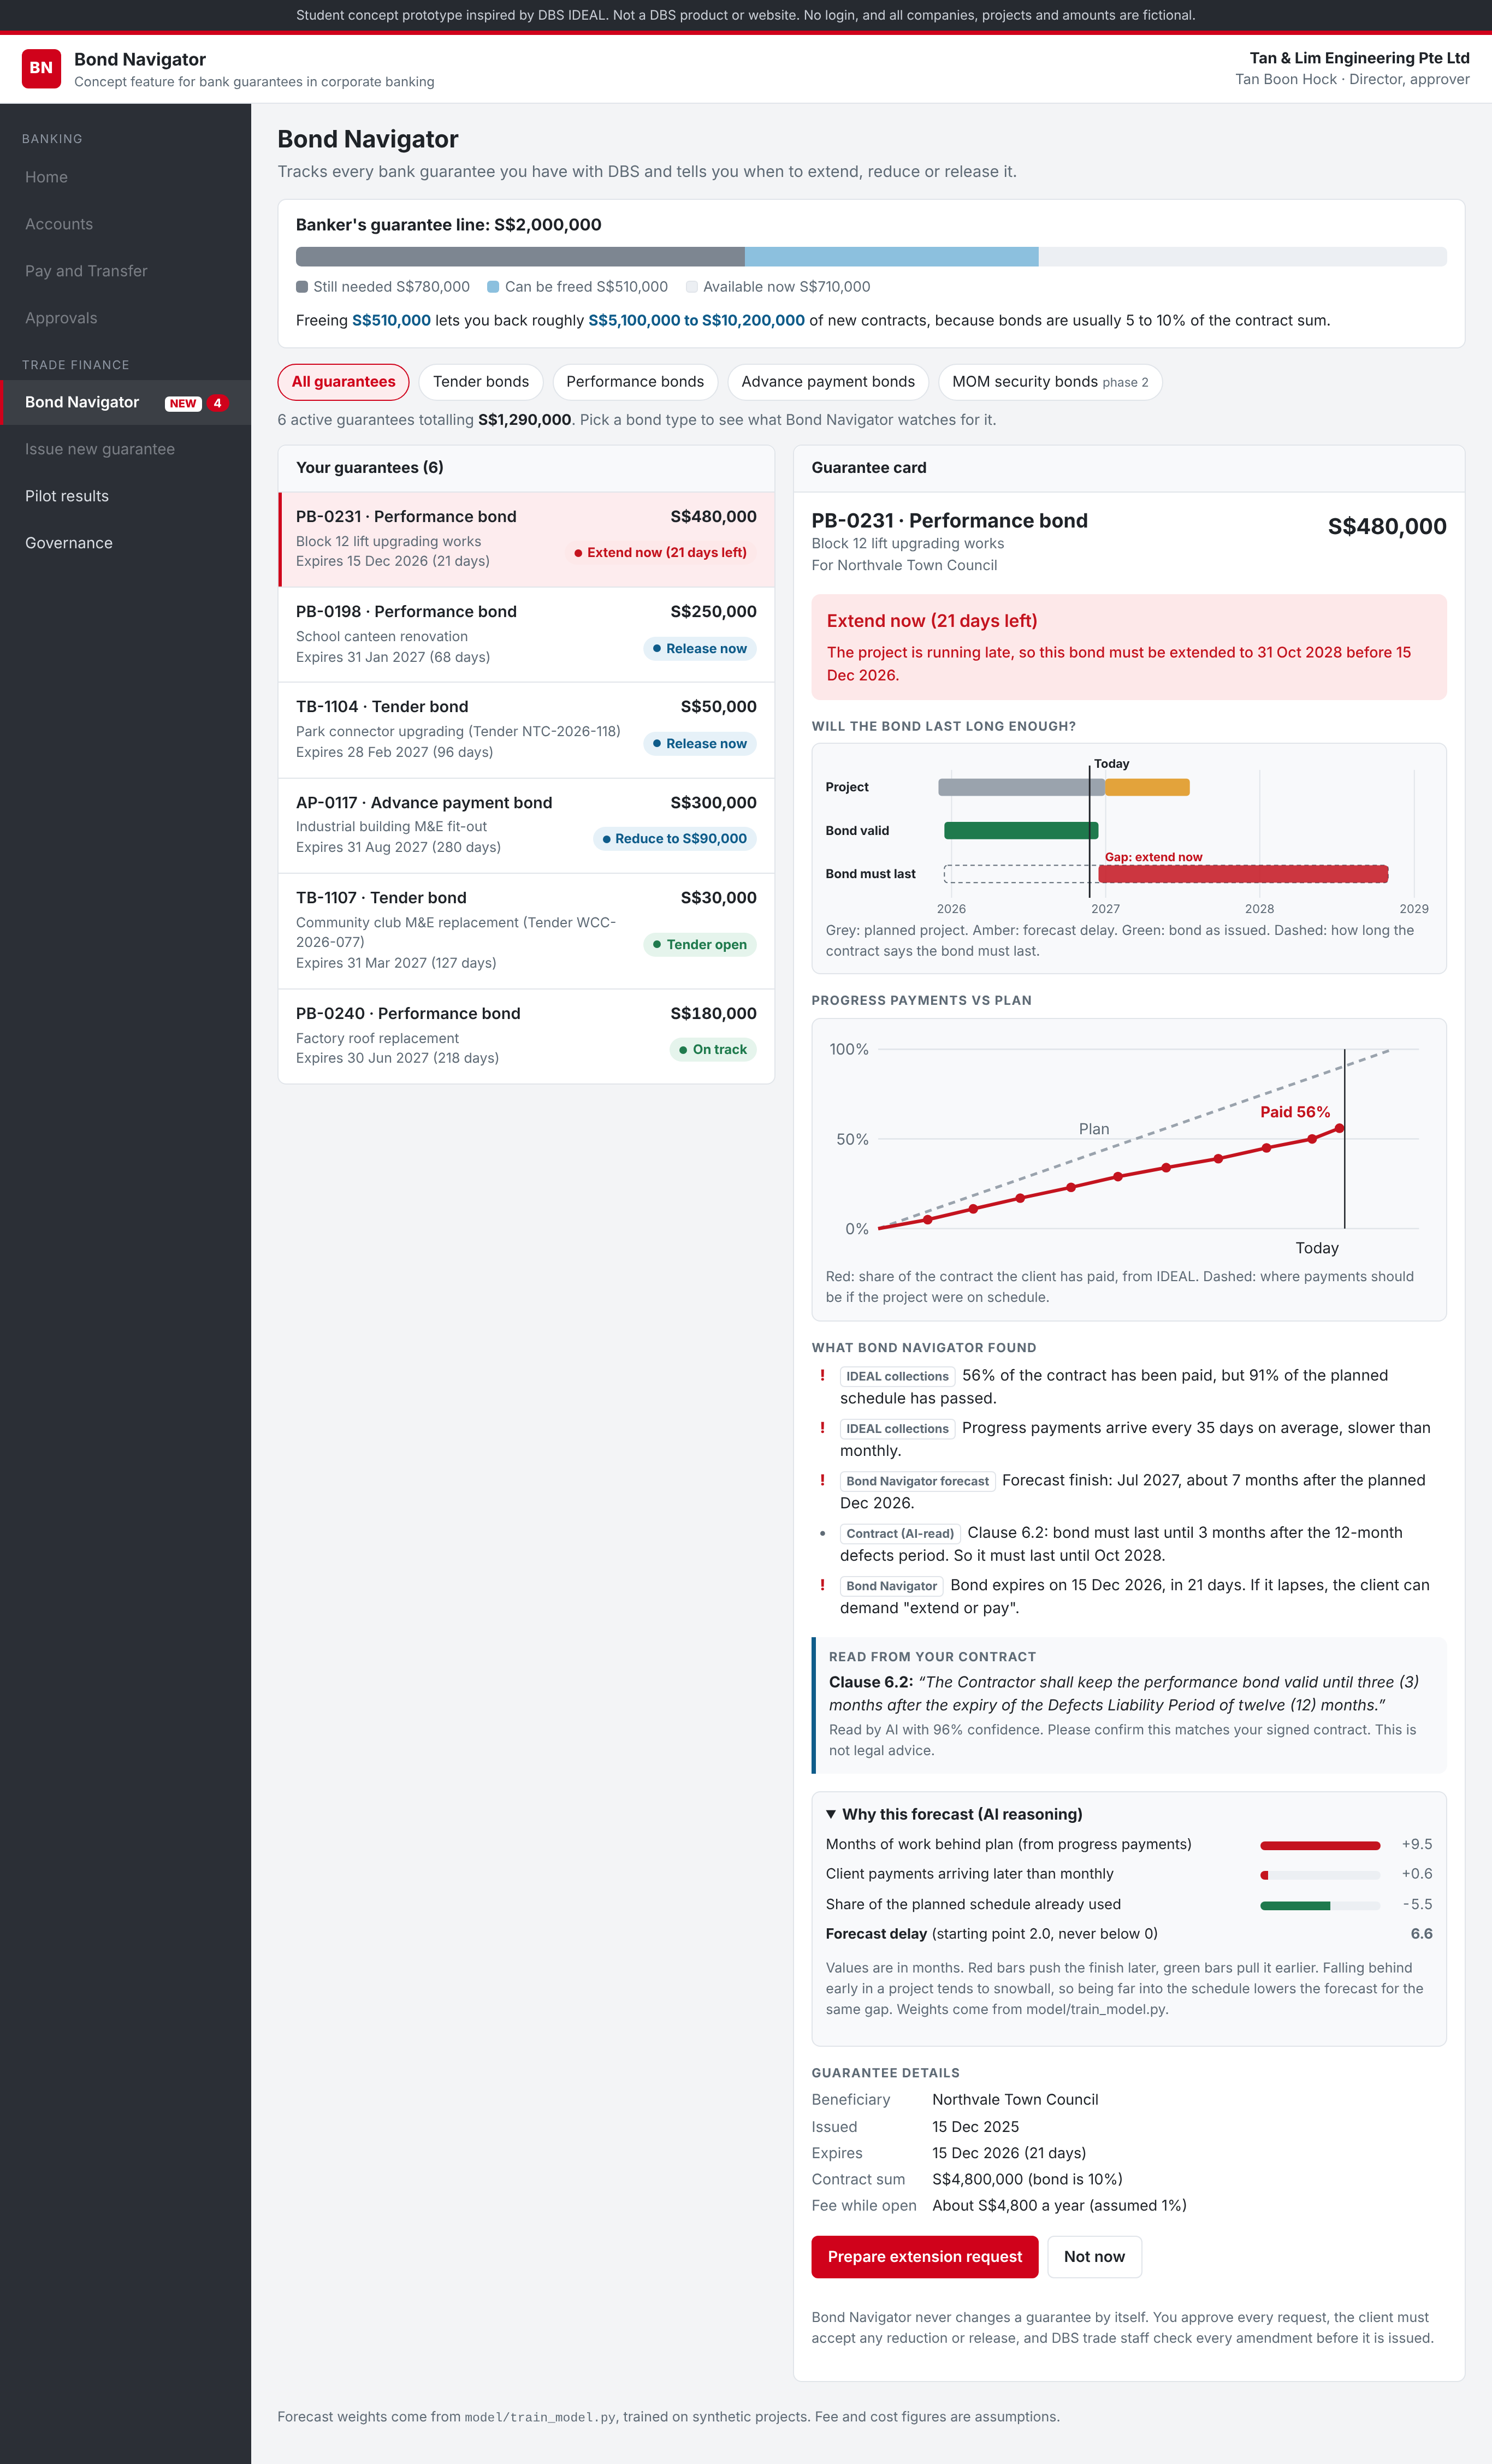 Student concept prototype inspired by DBS IDEAL. Not a DBS product or website. No login, and all companies, projects and amounts are fictional.
BN
Bond Navigator
Concept feature for bank guarantees in corporate banking
Tan & Lim Engineering Pte Ltd
Tan Boon Hock · Director, approver
BANKING
Home
Accounts
Pay and Transfer
Approvals
TRADE FINANCE
Bond Navigator NEW 4
Issue new guarantee
Pilot results
Governance
Bond Navigator
Tracks every bank guarantee you have with DBS and tells you when to extend, reduce or release it.
Banker's guarantee line: S$2,000,000
Still needed S$780,000 Can be freed S$510,000 Available now S$710,000
Freeing S$510,000 lets you back roughly S$5,100,000 to S$10,200,000 of new contracts, because bonds are usually 5 to 10% of the contract sum.
All guarantees Tender bonds Performance bonds Advance payment bonds MOM security bonds phase 2
6 active guarantees totalling S$1,290,000. Pick a bond type to see what Bond Navigator watches for it.
Your guarantees (6)
PB-0231 · Performance bond S$480,000
Block 12 lift upgrading works
Expires 15 Dec 2026 (21 days)
Extend now (21 days left)
PB-0198 · Performance bond S$250,000
School canteen renovation
Expires 31 Jan 2027 (68 days)
Release now
TB-1104 · Tender bond S$50,000
Park connector upgrading (Tender NTC-2026-118)
Expires 28 Feb 2027 (96 days)
Release now
AP-0117 · Advance payment bond S$300,000
Industrial building M&E fit-out
Expires 31 Aug 2027 (280 days)
Reduce to S$90,000
TB-1107 · Tender bond S$30,000
Community club M&E replacement (Tender WCC-
2026-077)
Expires 31 Mar 2027 (127 days)
Tender open
PB-0240 · Performance bond S$180,000
Factory roof replacement
Expires 30 Jun 2027 (218 days)
On track
Guarantee card
PB-0231 · Performance bond S$480,000
Block 12 lift upgrading works
For Northvale Town Council
Extend now (21 days left)
The project is running late, so this bond must be extended to 31 Oct 2028 before 15
Dec 2026.
WILL THE BOND LAST LONG ENOUGH?
Today
Project
Bond valid
Gap: extend now
Bond must last
2026 2027 2028 2029
Grey: planned project. Amber: forecast delay. Green: bond as issued. Dashed: how long the
contract says the bond must last.
PROGRESS PAYMENTS VS PLAN
100%
Paid 56%
Plan
50%
0%
Today
Red: share of the contract the client has paid, from IDEAL. Dashed: where payments should
be if the project were on schedule.
WHAT BOND NAVIGATOR FOUND
! IDEAL collections 56% of the contract has been paid, but 91% of the planned
schedule has passed.
! IDEAL collections Progress payments arrive every 35 days on average, slower than
monthly.
! Bond Navigator forecast Forecast finish: Jul 2027, about 7 months after the planned
Dec 2026.
• Contract (AI-read) Clause 6.2: bond must last until 3 months after the 12-month
defects period. So it must last until Oct 2028.
! Bond Navigator Bond expires on 15 Dec 2026, in 21 days. If it lapses, the client can
demand "extend or pay".
READ FROM YOUR CONTRACT
Clause 6.2: “The Contractor shall keep the performance bond valid until three (3)
months after the expiry of the Defects Liability Period of twelve (12) months.”
Read by AI with 96% confidence. Please confirm this matches your signed contract. This is
not legal advice.
▼ Why this forecast (AI reasoning)
Months of work behind plan (from progress payments) +9.5
Client payments arriving later than monthly +0.6
Share of the planned schedule already used -5.5
Forecast delay (starting point 2.0, never below 0) 6.6
Values are in months. Red bars push the finish later, green bars pull it earlier. Falling behind
early in a project tends to snowball, so being far into the schedule lowers the forecast for the
same gap. Weights come from model/train_model.py.
GUARANTEE DETAILS
Beneficiary Northvale Town Council
Issued 15 Dec 2025
Expires 15 Dec 2026 (21 days)
Contract sum S$4,800,000 (bond is 10%)
Fee while open About S$4,800 a year (assumed 1%)
Prepare extension request Not now
Bond Navigator never changes a guarantee by itself. You approve every request, the client must
accept any reduction or release, and DBS trade staff check every amendment before it is issued.
Forecast weights come from model/train_model.py, trained on synthetic projects. Fee and cost figures are assumptions.